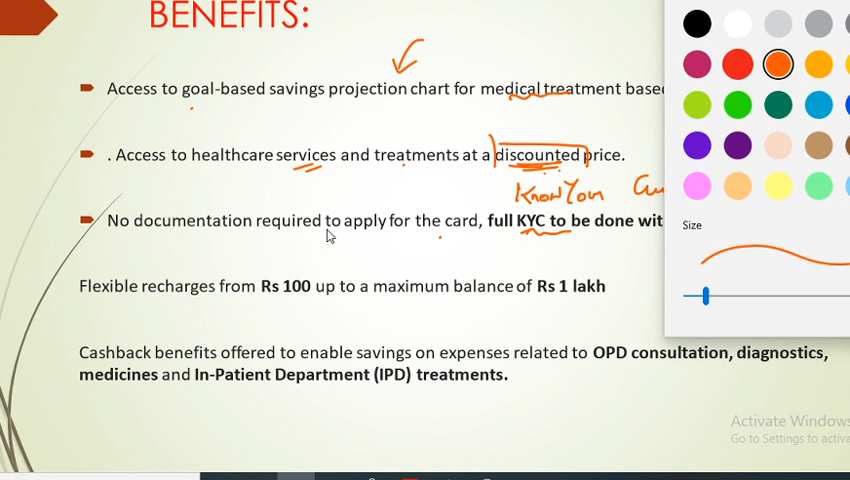 BENEFITS:
Access to goal-based savings projection chart for medical treatment based
. Access to healthcare services and treatments at a discounted price.
Know You
No documentation required to apply for the card, full KYC to be done wit
Size
Flexible recharges from Rs 100 up to a maximum balance of Rs 1 lakh
Cashback benefits offered to enable savings on expenses related to OPD consultation, diagnostics,
medicines and In-Patient Department (IPD) treatments.
Activate Windows
Go to Settings to activa